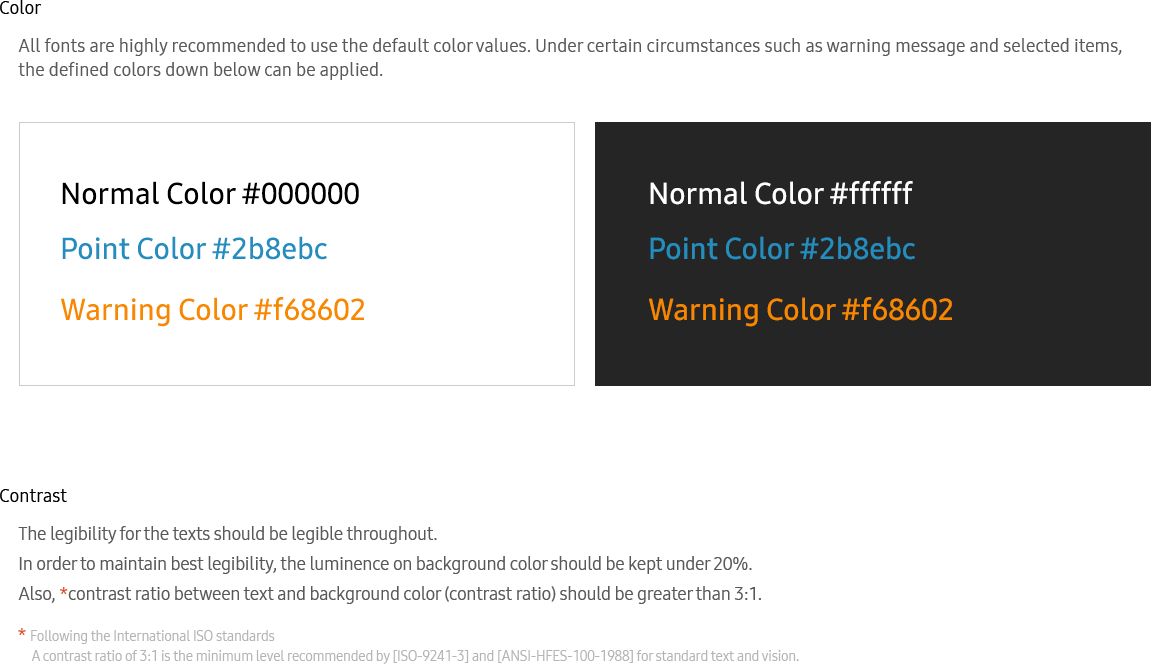 Color
All fonts are highly recommended to use the default color values. Under certain circumstances such as warning message and selected items,
the defined colors down below can be applied.
Normal Color #000000
Point Color #2b8ebc
Warning Color #f68602
Normal Color #ffffff
Point Color #2b8ebc
Warning Color #f68602
Contrast
The legibility for the texts should be legible throughout.
In order to maintain best legibility, the luminence on background color should be kept under 20%.
Also, *contrast ratio between text and background color (contrast ratio) should be greater than 3:1.
* Following the International ISO standards
A contrast ratio of 3:1 is the minimum level recommended by [ISO-9241-3] and [ANSI-HFES-100-1988] for standard text and vision.